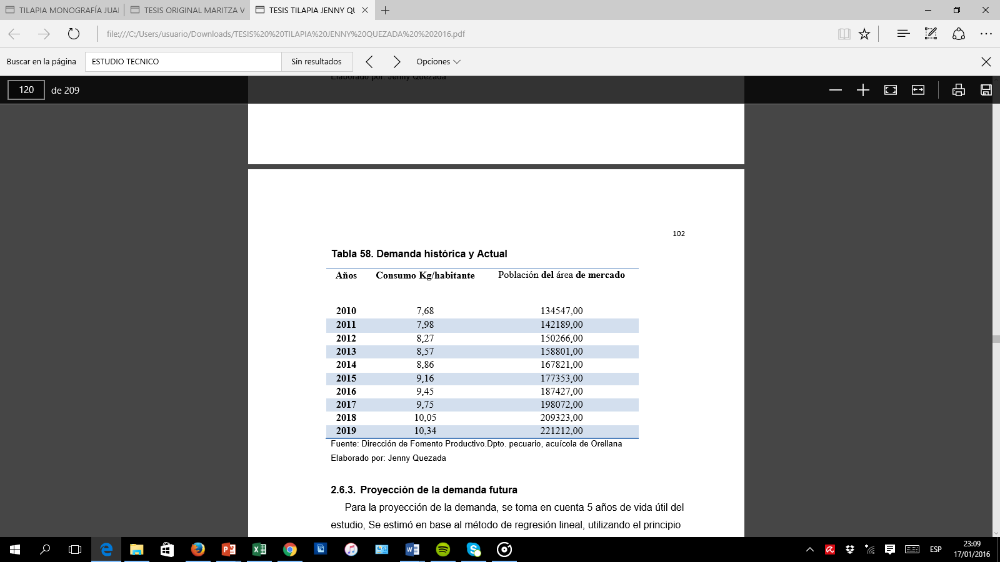 TILAPIA MONOGRAFÍA JUAI
TESIS ORIGINAL MARITZA V
TESIS TILAPIA JENNY QU
file:///C:/Users/usuario/Downloads/TESIS%20%20TILAPIA%20JENNY%20QUEZADA%20%202016.pdf
Buscar en la página
ESTUDIO TECNICO
Sin resultados
Opciones
Elaborado por: Jenny Quezada
120 de 209
102
Tabla 58. Demanda histórica y Actual
Años Consumo Kg/habitante Población del área de mercado
2010 7,68 134547,00
2011 7,98 142189,00
2012 8,27 150266,00
2013 8,57 158801,00
2014 8,86 167821,00
2015 9,16 177353,00
2016 9,45 187427,00
2017 9,75 198072,00
2018 10,05 209323,00
2019 10,34 221212,00
Fuente: Dirección de Fomento Productivo.Dpto. pecuario, acuícola de Orellana
Elaborado por: Jenny Quezada
2.6.3. Proyección de la demanda futura
Para la proyección de la demanda, se toma en cuenta 5 años de vida útil del
estudio, Se estimó en base al método de regresión lineal, utilizando el principio
ESP
23:09
17/01/2016